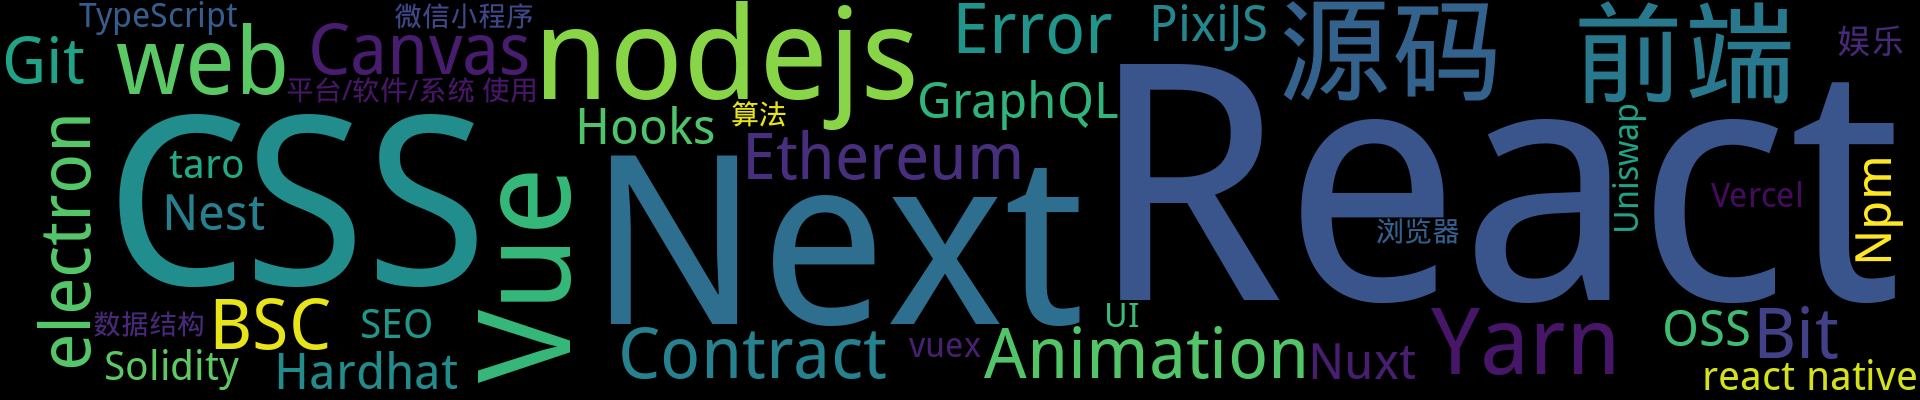 TypeScript
微信小程序
Git
web
Canvas
平台/软件/系统 使用
nodejs
Error
PixiJS
源码
前端
娱乐
GraphQL
Hooks
算法
Ethereum
React
electron
CSS
taro
Nest
Vue
Next
Uniswap
Vercel
Npm
浏览器
数据结构
BSC
SEO
Solidity
Hardhat
Contract
vuex
UI
Animation
Nuxt
Yarn
OSS
Bit
react native